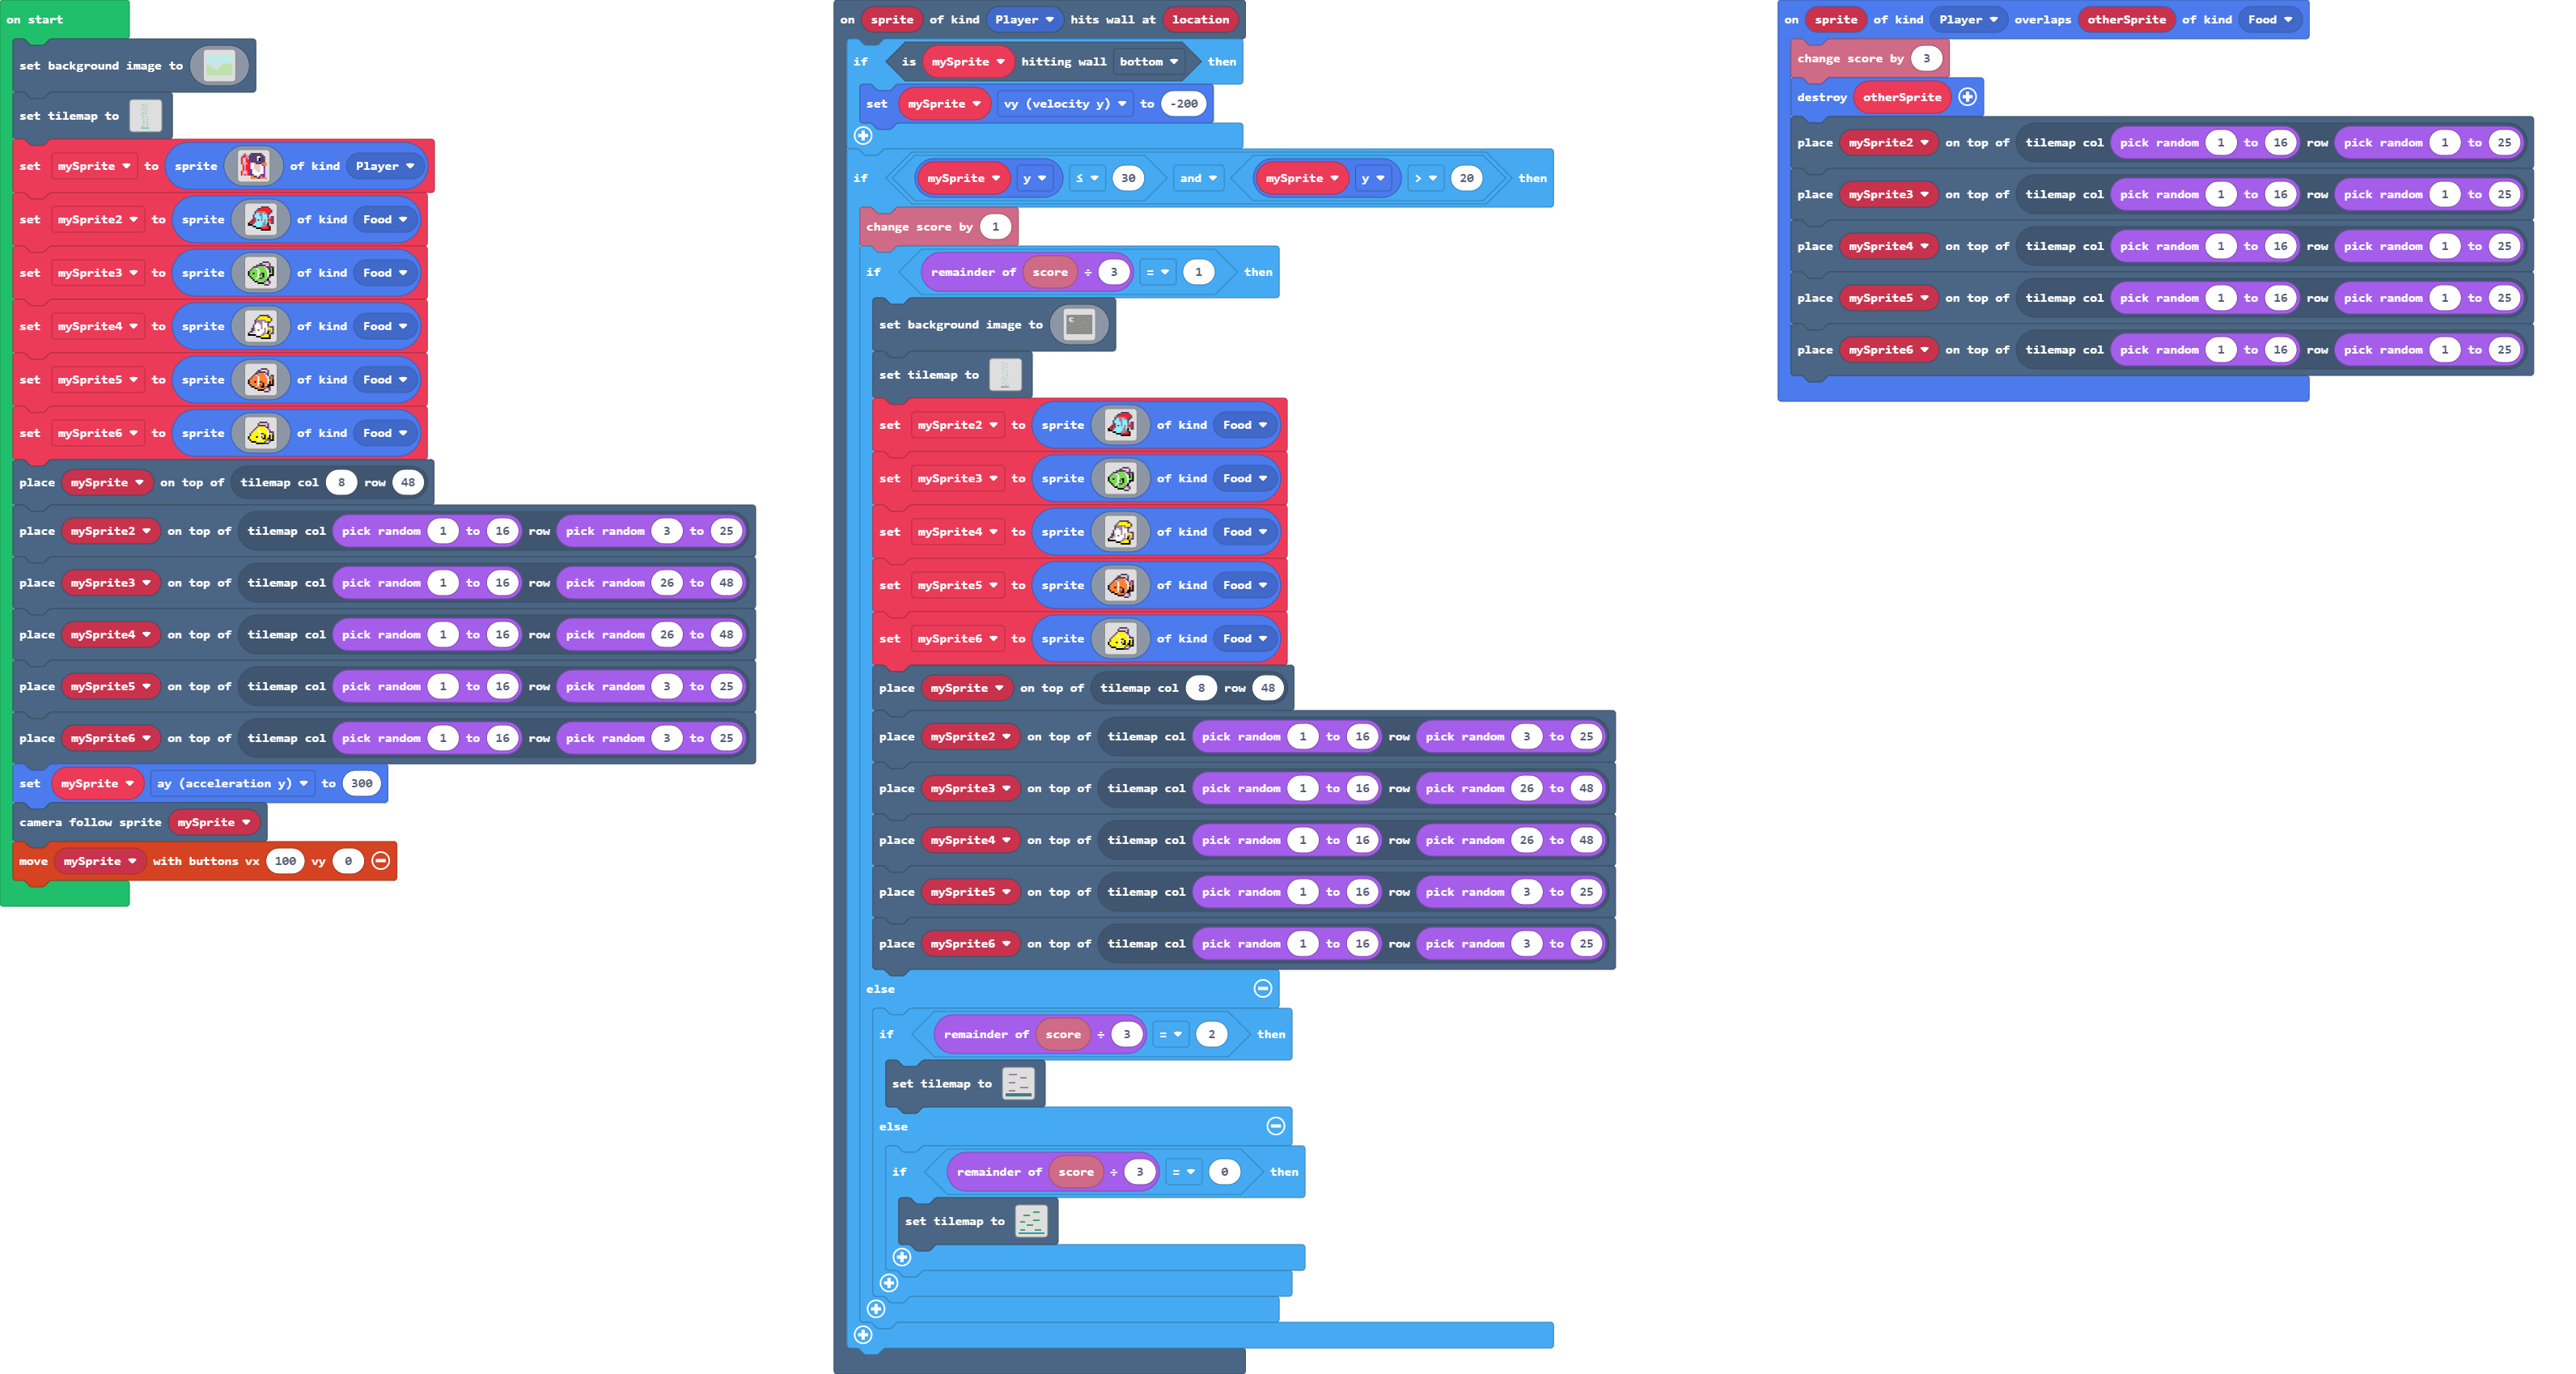 on start
set background image to
set tilemap to
set mySprite to sprite of kind Player
set mySprite2 to sprite of kind Food
set mySprite3 to sprite of kind Food
set mySprite4 to sprite of kind Food
set mySprite5 to sprite of kind Food
set mySprite6 to sprite of kind Food
place mySprite on top of tilemap col 8 row 48
place mySprite2 on top of tilemap col pick random 1 to 16 row pick random 3 to 25
place mySprite3 on top of tilemap col pick random 1 to 16 row pick random 26 to 48
place mySprite4 on top of tilemap col pick random 1 to 16 row pick random 26 to 48
place mySprite5 on top of tilemap col pick random 1 to 16 row pick random 3 to 25
place mySprite6 on top of tilemap col pick random 1 to 16 row pick random 3 to 25
set mySprite ay (acceleration y) to 300
camera follow sprite mySprite
move mySprite with buttons vx 100 vy 0
on sprite of kind Player hits wall at location
if is mySprite hitting wall bottom then
set mySprite vy (velocity y) to -200
if mySprite y ≤ 30 and mySprite y > 20 then
change score by 1
if remainder of score ÷ 3 = 1 then
set background image to
set tilemap to
set mySprite2 to sprite of kind Food
set mySprite3 to sprite of kind Food
set mySprite4 to sprite of kind Food
set mySprite5 to sprite of kind Food
set mySprite6 to sprite of kind Food
place mySprite on top of tilemap col 8 row 48
place mySprite2 on top of tilemap col pick random 1 to 16 row pick random 3 to 25
place mySprite3 on top of tilemap col pick random 1 to 16 row pick random 26 to 48
place mySprite4 on top of tilemap col pick random 1 to 16 row pick random 26 to 48
place mySprite5 on top of tilemap col pick random 1 to 16 row pick random 3 to 25
place mySprite6 on top of tilemap col pick random 1 to 16 row pick random 3 to 25
else
if remainder of score ÷ 3 = 2 then
set tilemap to
else
if remainder of score ÷ 3 = 0 then
set tilemap to
on sprite of kind Player overlaps otherSprite of kind Food
change score by 3
destroy otherSprite
place mySprite2 on top of tilemap col pick random 1 to 16 row pick random 1 to 25
place mySprite3 on top of tilemap col pick random 1 to 16 row pick random 1 to 25
place mySprite4 on top of tilemap col pick random 1 to 16 row pick random 1 to 25
place mySprite5 on top of tilemap col pick random 1 to 16 row pick random 1 to 25
place mySprite6 on top of tilemap col pick random 1 to 16 row pick random 1 to 25